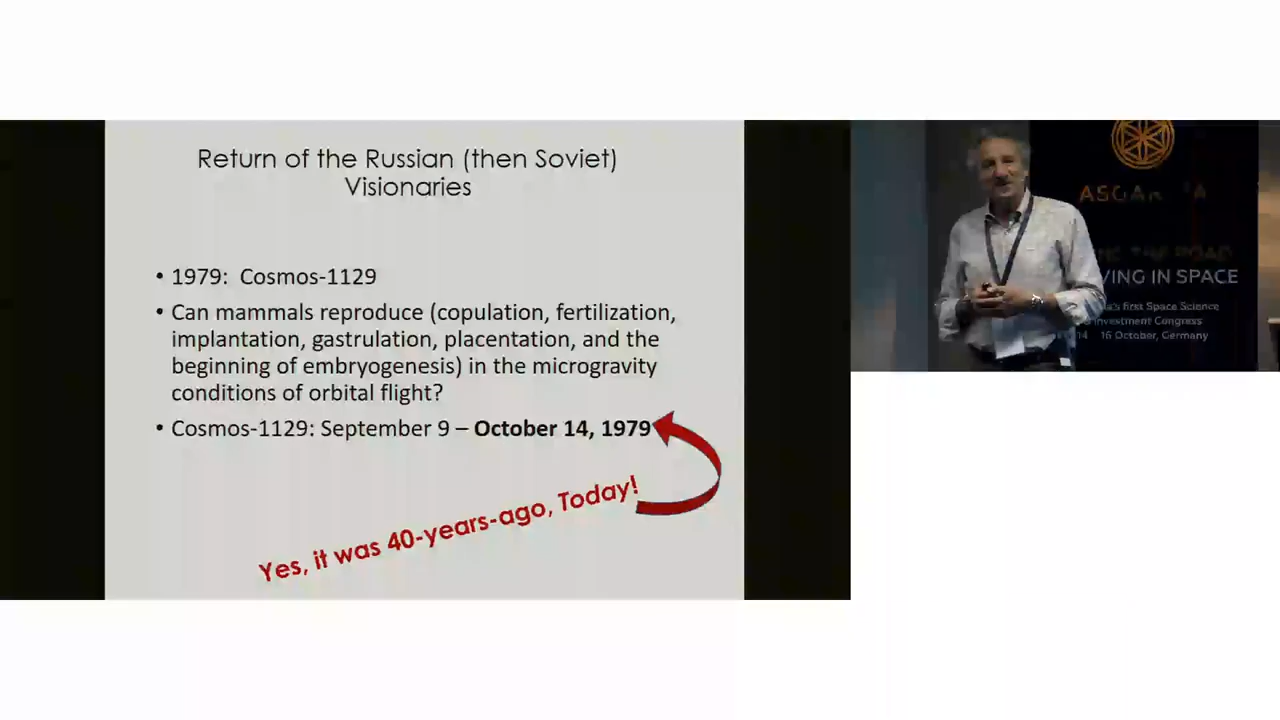 Return of the Russian (then Soviet)
Visionaries
• 1979: Cosmos-1129
• Can mammals reproduce (copulation, fertilization,
implantation, gastrulation, placentation, and the
beginning of embryogenesis) in the microgravity
conditions of orbital flight?
• Cosmos-1129: September 9 – October 14, 1979
Yes, it was 40-years-ago, Today!
ROAD
IN SPACE
first Space Science
Investment Congress
14 16 October, Germany